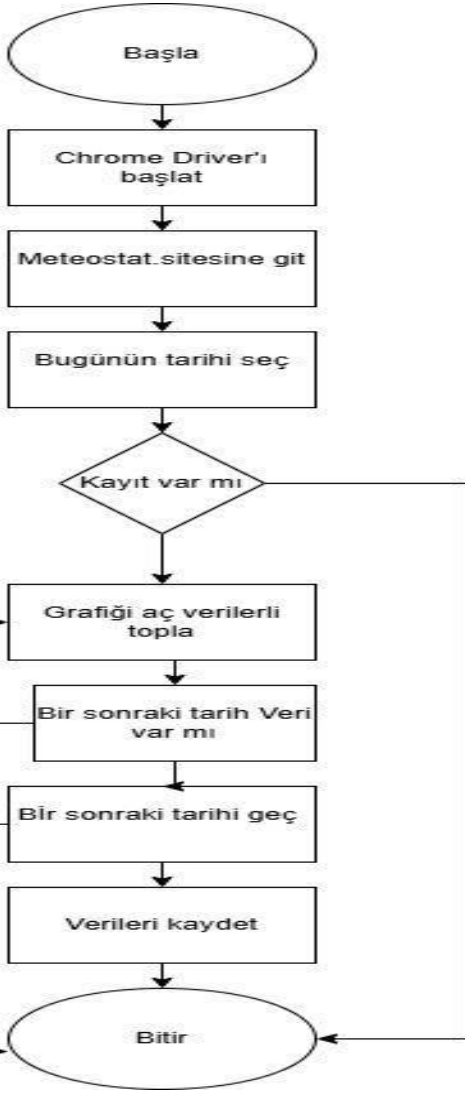 Başla
Chrome Driver'ı
başlat
Meteostat.sitesine git
Bugünün tarihi seç
Kayıt var mı
Grafiği aç verilerli
topla
Bir sonraki tarih Veri
var mı
Bİr sonraki tarihi geç
Verileri kaydet
Bitir